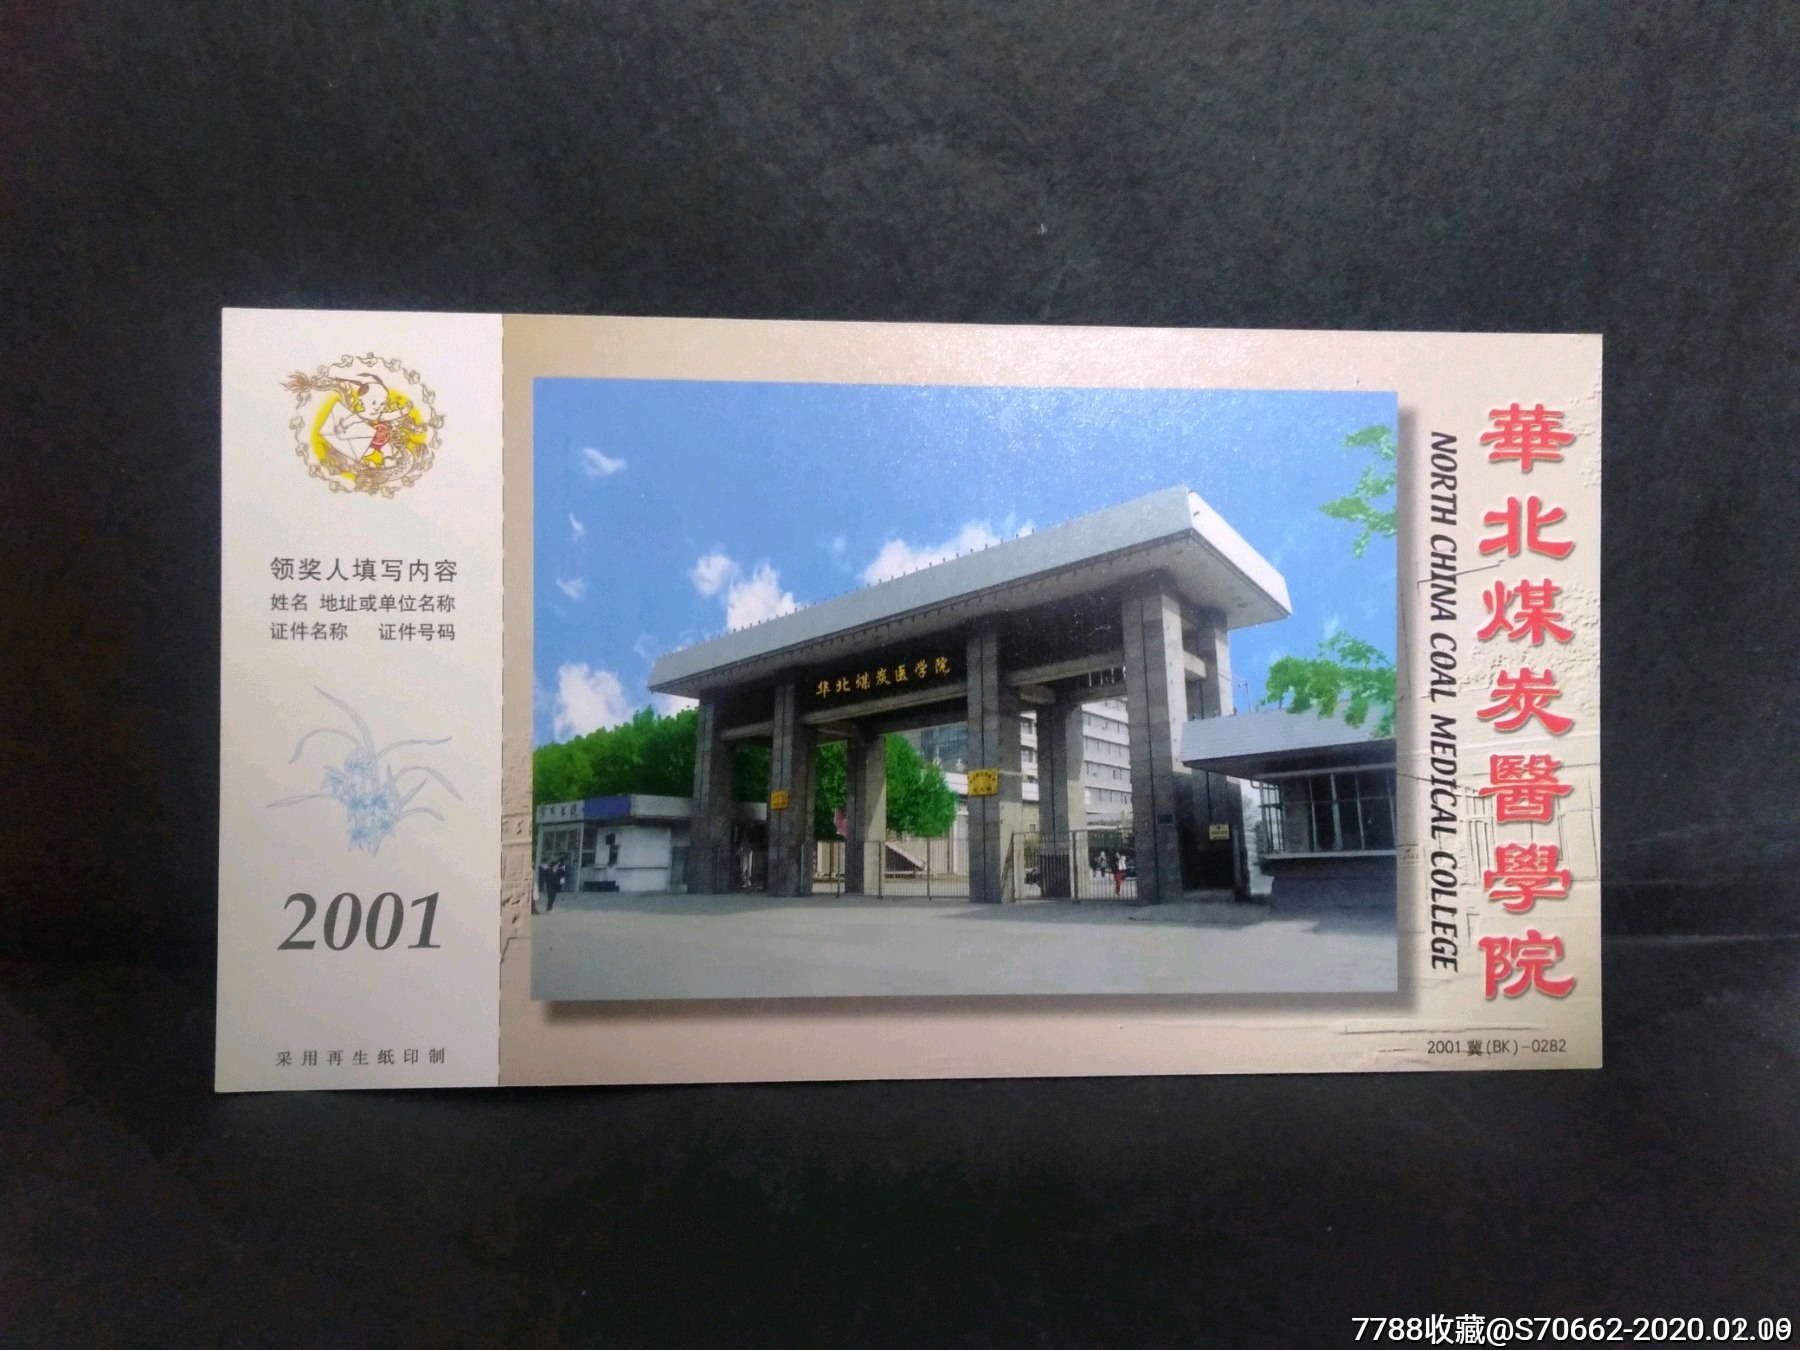 领奖人填写内容
姓名 地址或单位名称
证件名称 证件号码
2001
采用再生纸印制
华北煤炭医学院
華北煤炭醫學院
NORTH CHINA COAL MEDICAL COLLEGE
2001 冀(BK)-0282
7788收藏@S70662-2020.02.09